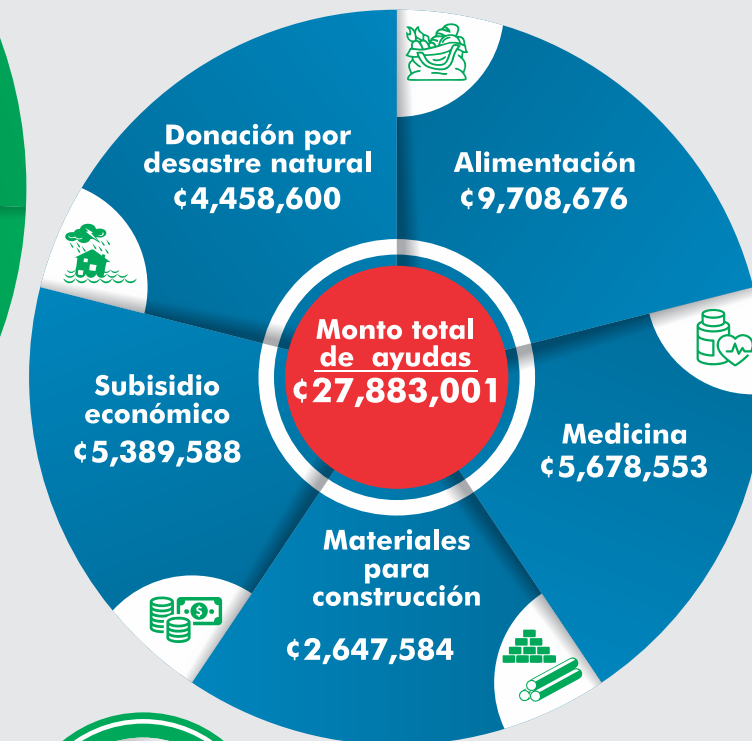 Donación por
desastre natural
¢4,458,600
Alimentación
¢9,708,676
Monto total
de ayudas
¢27,883,001
Subisidio
económico
¢5,389,588
Medicina
¢5,678,553
Materiales
para
construcción
¢2,647,584